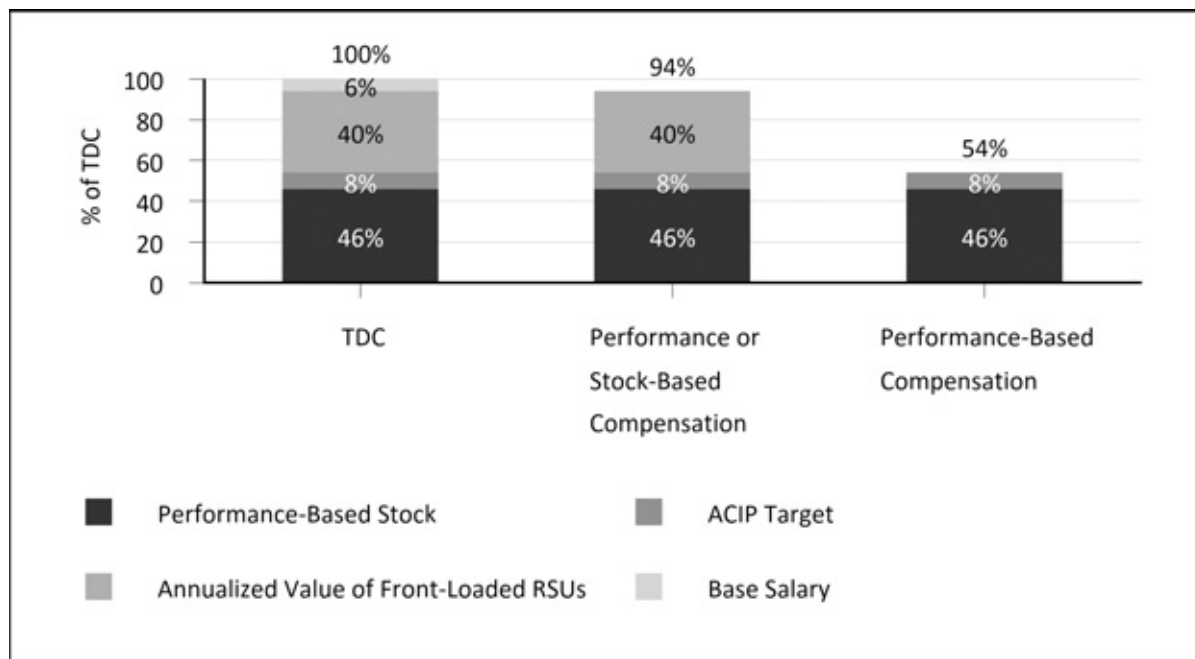 100%
94%
100
6%
80
40%
40%
54%
60
8%
8%
8%
40
46%
46%
46%
20
0
% of TDC
TDC
Performance or
Stock-Based
Compensation
Performance-Based
Compensation
Performance-Based Stock
ACIP Target
Annualized Value of Front-Loaded RSUs
Base Salary